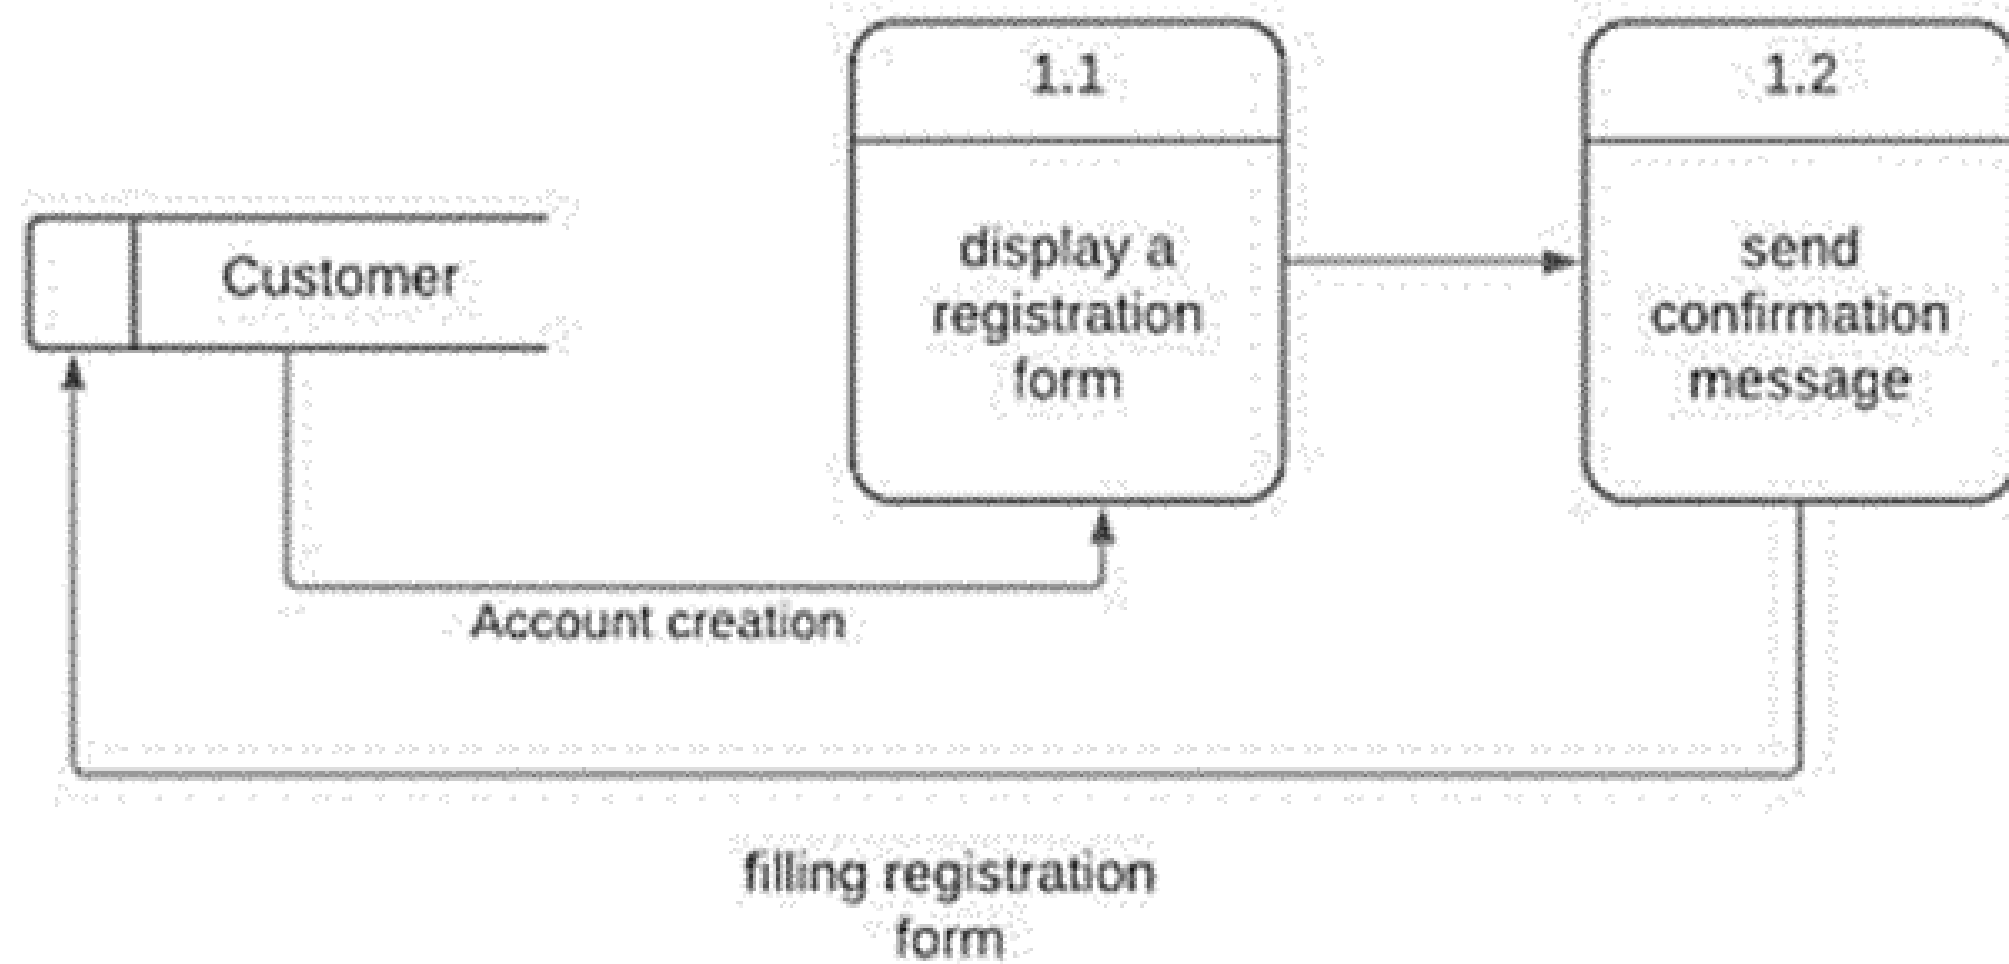 1.1
display a
registration
form
1.2
send
confirmation
message
Customer
Account creation
filling registration
form